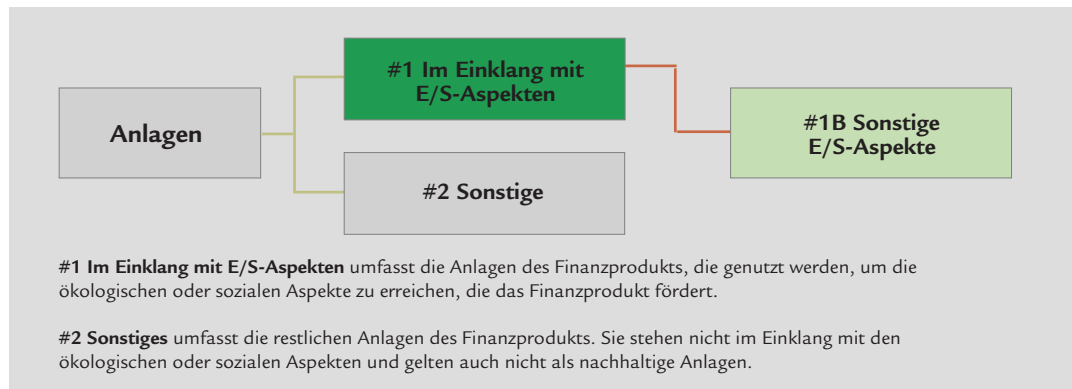 Anlagen
#1 Im Einklang mit
E/S-Aspekten
#2 Sonstige
#1B Sonstige
E/S-Aspekte
#1 Im Einklang mit E/S-Aspekten umfasst die Anlagen des Finanzprodukts, die genutzt werden, um die
ökologischen oder sozialen Aspekte zu erreichen, die das Finanzprodukt fördert.
#2 Sonstiges umfasst die restlichen Anlagen des Finanzprodukts. Sie stehen nicht im Einklang mit den
ökologischen oder sozialen Aspekten und gelten auch nicht als nachhaltige Anlagen.